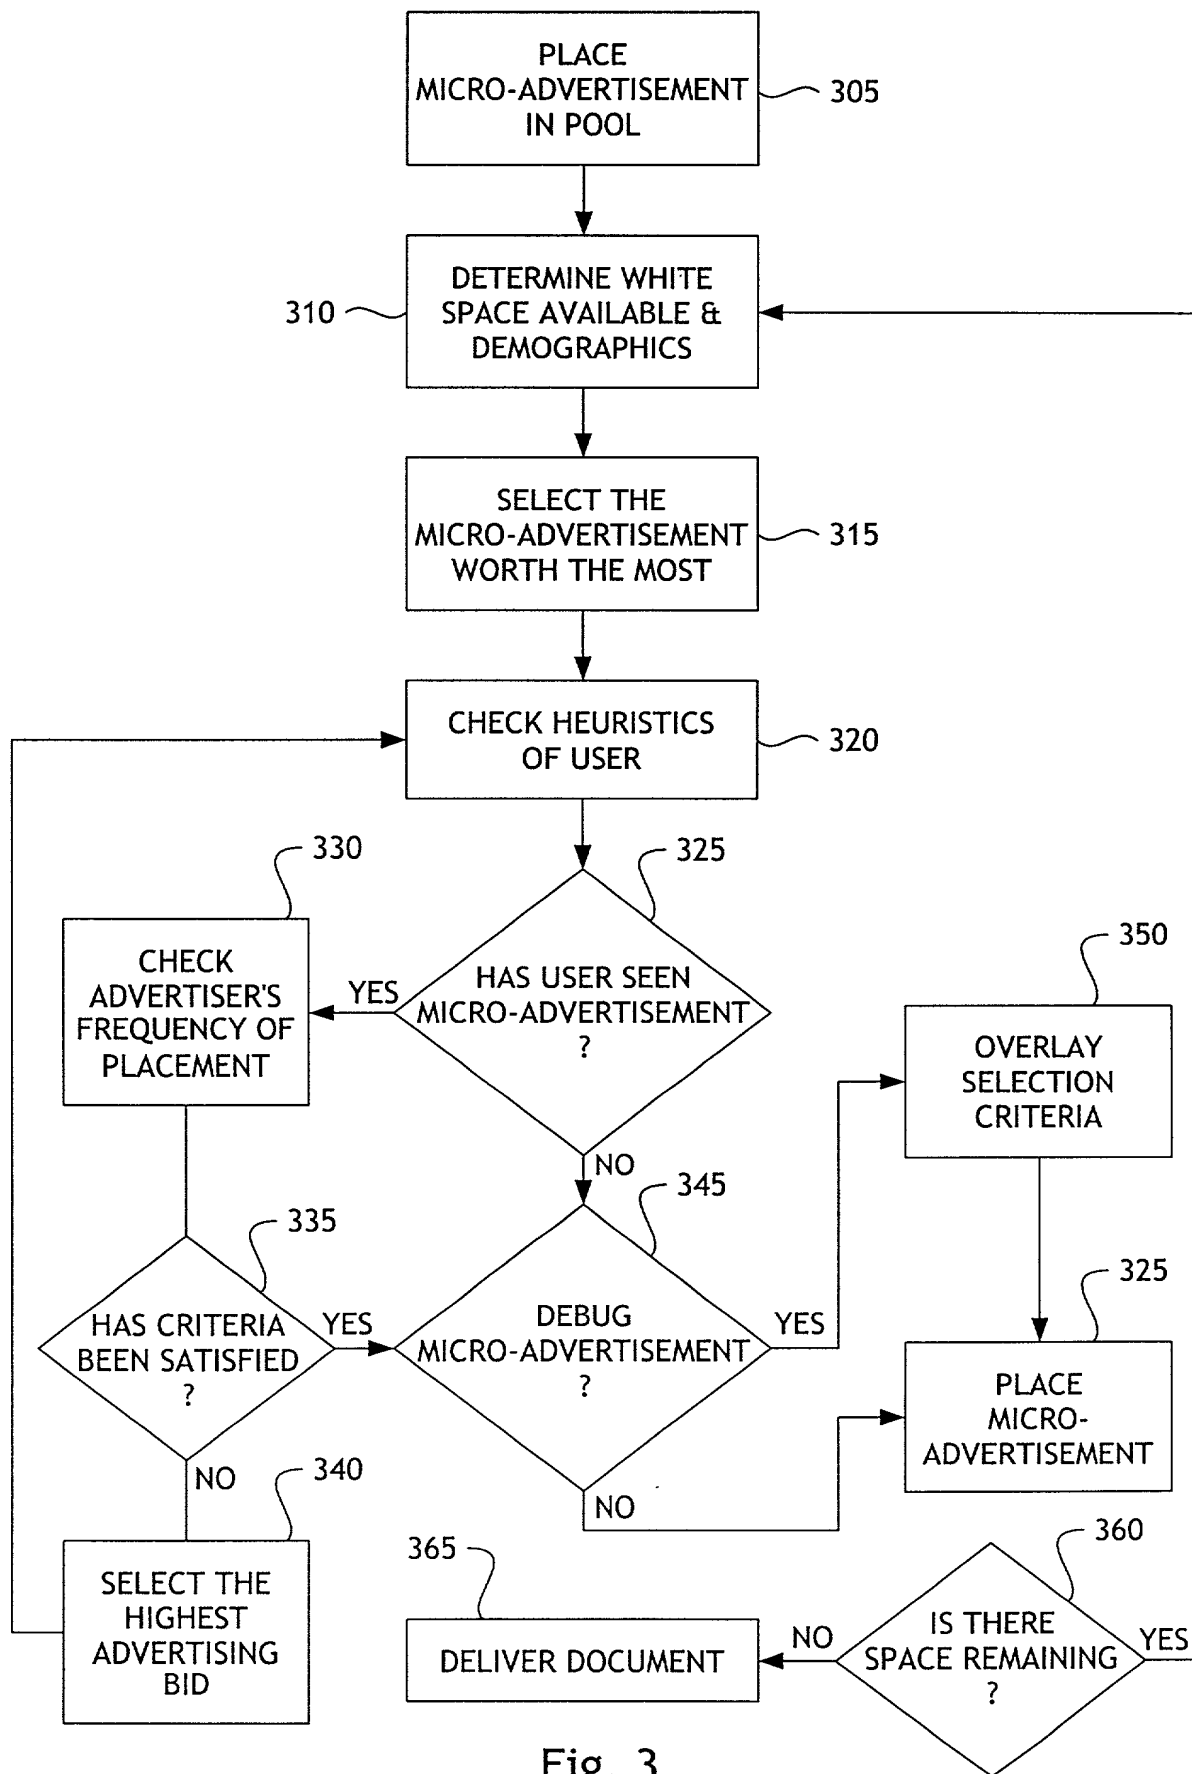 PLACE
MICRO-ADVERTISEMENT
IN POOL
305
DETERMINE WHITE
SPACE AVAILABLE &
DEMOGRAPHICS
310
SELECT THE
MICRO-ADVERTISEMENT
WORTH THE MOST
315
CHECK HEURISTICS
OF USER
320
330
325
CHECK
ADVERTISER'S
FREQUENCY OF
PLACEMENT
YES
HAS USER SEEN
MICRO-ADVERTISEMENT
?
NO
350
OVERLAY
SELECTION
CRITERIA
335
345
HAS CRITERIA
BEEN SATISFIED
?
YES
DEBUG
MICRO-ADVERTISEMENT
?
YES
NO
325
PLACE
MICRO-
ADVERTISEMENT
NO
340
SELECT THE
HIGHEST
ADVERTISING
BID
365
DELIVER DOCUMENT
NO
360
IS THERE
SPACE REMAINING
?
YES
Fig. 3